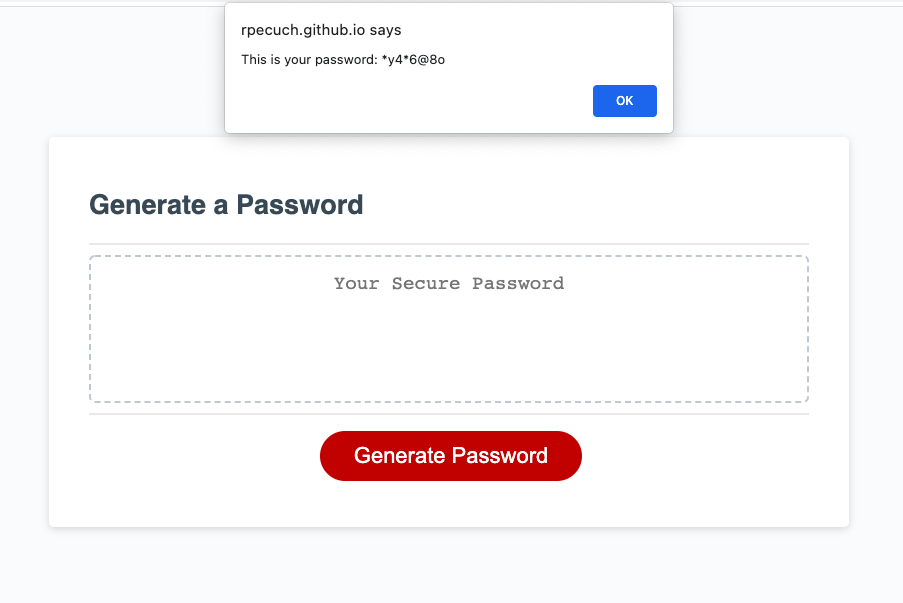 rpecuch.github.io says
This is your password: *y4*6@8o
OK
Generate a Password
Your Secure Password
Generate Password